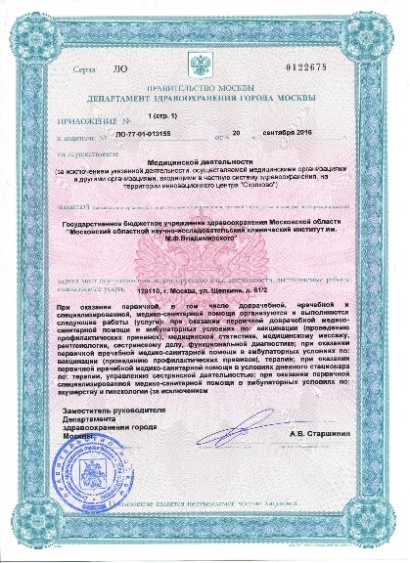 Серия ЛО
0122678
ПРАВИТЕЛЬСТВО МОСКВЫ
ДЕПАРТАМЕНТ ЗДРАВООХРАНЕНИЯ ГОРОДА МОСКВЫ
ПРИЛОЖЕНИЕ № 1 (стр. 1)
к лицензии № ЛО-77-01-013155 от « 20 » сентября 2016
на осуществление
Медицинской деятельности
(за исключением указанной деятельности, осуществляемой медицинскими организациями
и другими организациями, входящими в частную систему здравоохранения, на
территории инновационного центра "Сколково")
Государственное бюджетное учреждение здравоохранения Московской области
"Московский областной научно-исследовательский клинический институт им.
М.Ф.Владимирского"
129110, г. Москва, ул. Щепкина, д. 61/2
При оказании первичной, в том числе доврачебной, врачебной и
специализированной, медико-санитарной помощи организуются и выполняются
следующие работы (услуги): при оказании первичной доврачебной медико-
санитарной помощи в амбулаторных условиях по: вакцинации (проведению
профилактических прививок), медицинской статистике, медицинскому массажу,
рентгенологии, сестринскому делу, функциональной диагностике; при оказании
первичной врачебной медико-санитарной помощи в амбулаторных условиях по:
вакцинации (проведению профилактических прививок), терапии; при оказании
первичной врачебной медико-санитарной помощи в условиях дневного стационара
по: терапии, управлению сестринской деятельностью; при оказании первичной
специализированной медико-санитарной помощи в амбулаторных условиях по:
акушерству и гинекологии (за исключением
Заместитель руководителя
Департамента
здравоохранения города
Москвы
А.В. Старшинин
Приложение является неотъемлемой частью лицензии